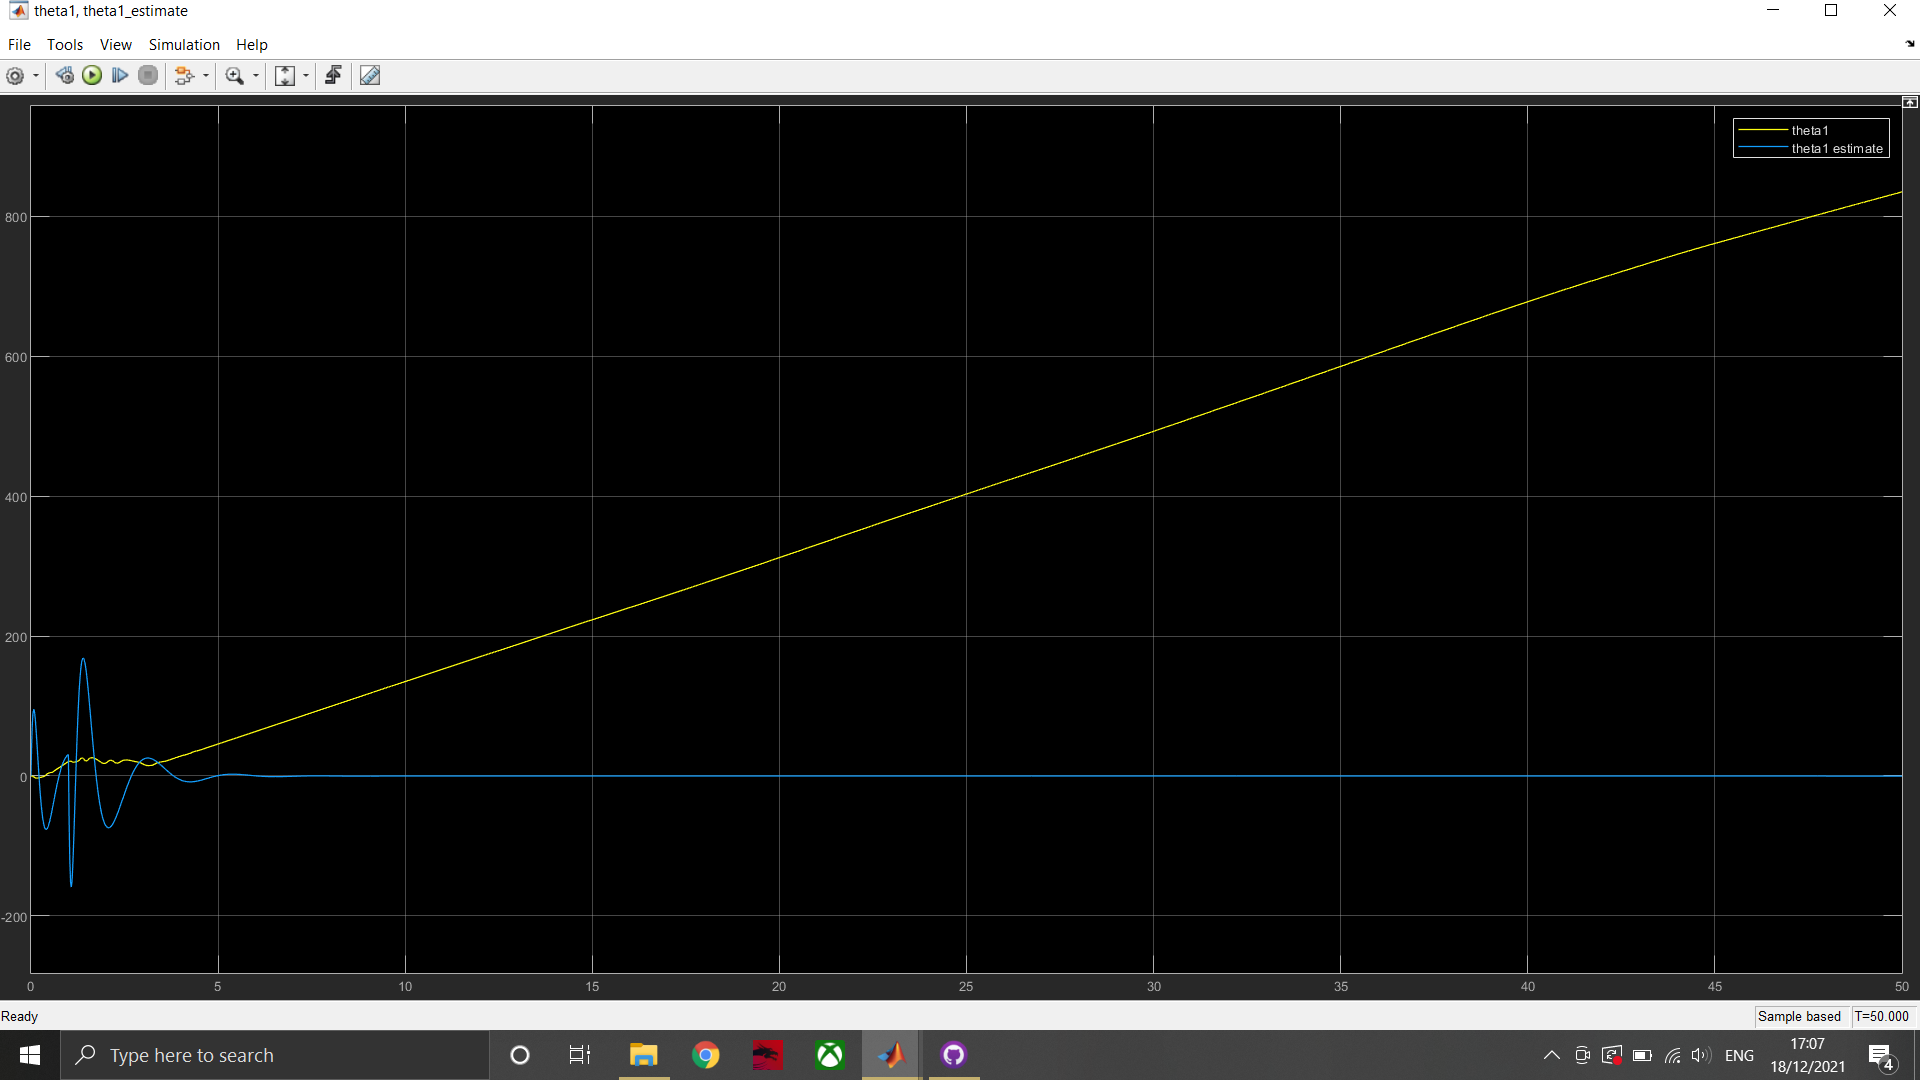 theta1, theta1_estimate
File Tools View Simulation Help
theta1
theta1 estimate
800
600
400
200
0
-200
0 5 10 15 20 25 30 35 40 45 50
Ready
Sample based T=50.000
Type here to search
ENG
17:07
18/12/2021
4